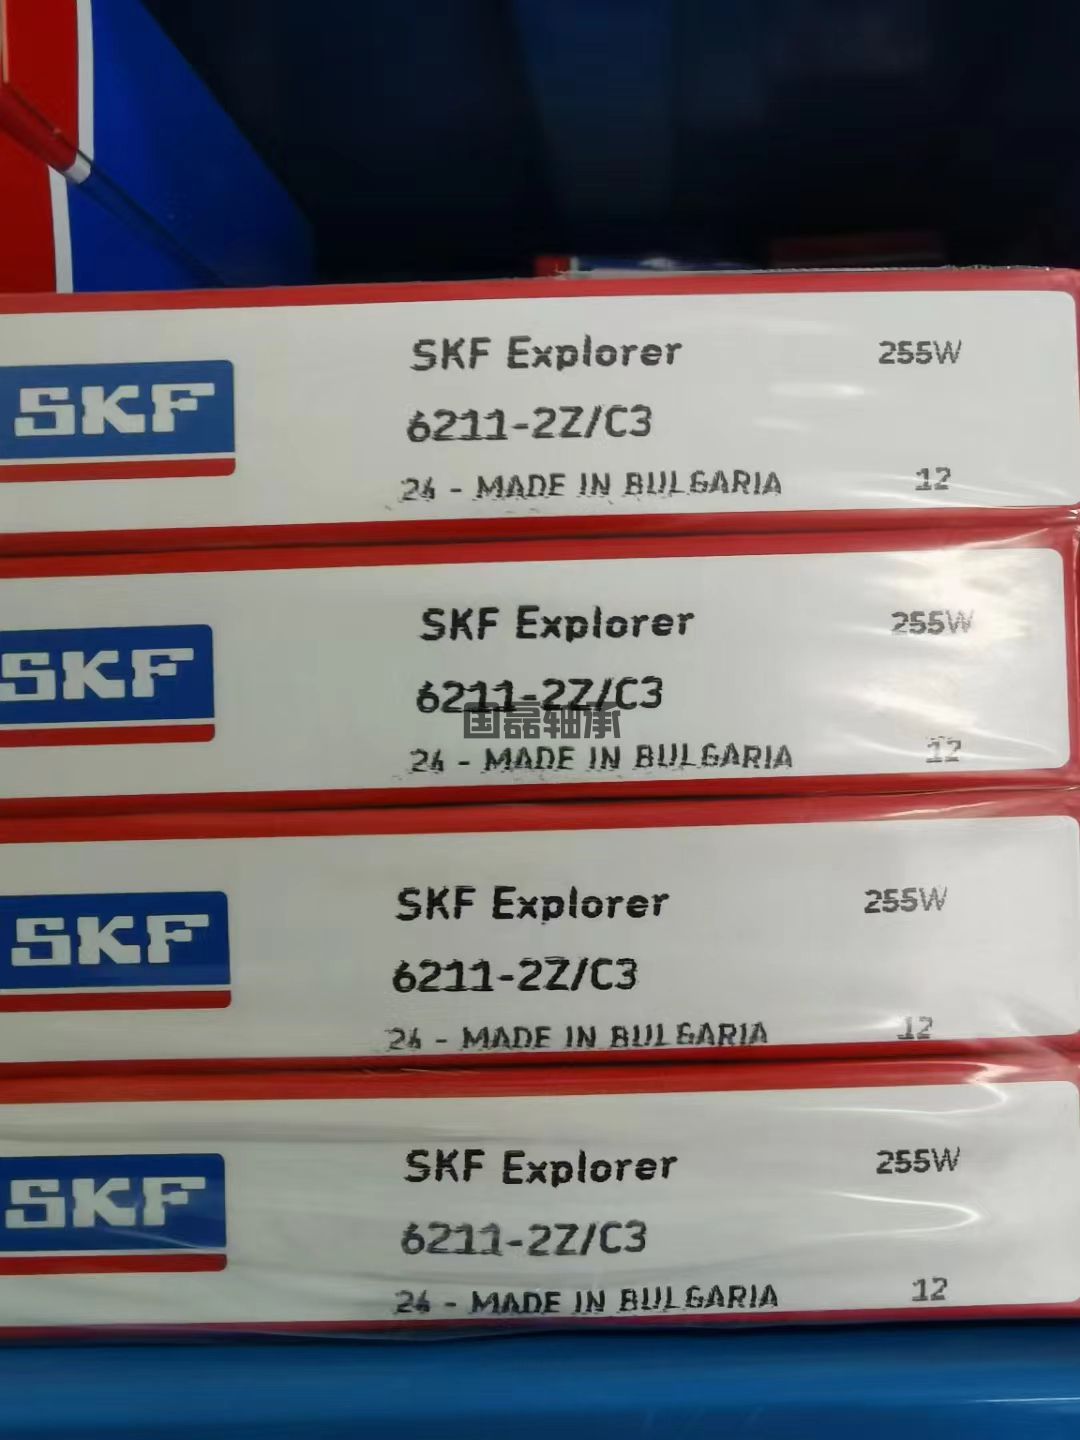 SKF
SKF Explorer
255W
6211-2Z/C3
24 - MADE IN BULGARIA
12
SKF
SKF Explorer
255W
6211-2Z/C3
国磊轴承
24 - MADE IN BULGARIA
12
SKF
SKF Explorer
255W
6211-2Z/C3
24 - MADE IN BULGARIA
12
SKF
SKF Explorer
255W
6211-2Z/C3
24 - MADE IN BULGARIA
12